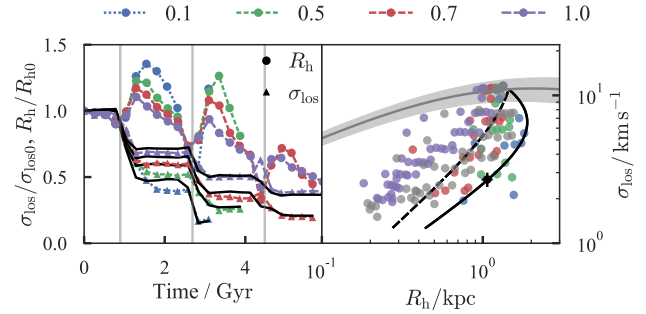 0.1 0.5 0.7 1.0
1.5
1.0
0.5
0.0
σlos/σlos0, Rh/Rh0
Rh
σlos
0 2 4 6
Time / Gyr
10^1
10^0
σlos/km s^−1
10^-1 10^0
Rh/kpc